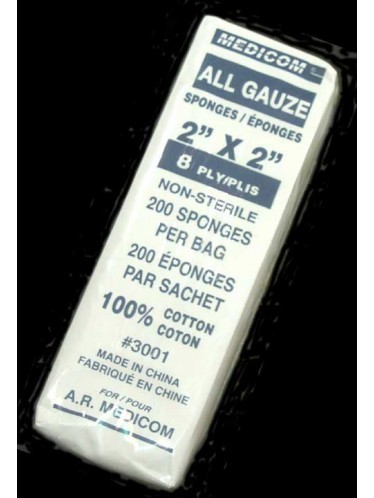 MEDICOM®
ALL GAUZE
SPONGES / ÉPONGES
2" X 2"
8 PLY/PLIS
NON-STERILE
200 SPONGES
PER BAG
200 ÉPONGES
PAR SACHET
100% COTTON
COTON
#3001
MADE IN CHINA
FABRIQUÉ EN CHINE
FOR / POUR
A.R. MEDICOM